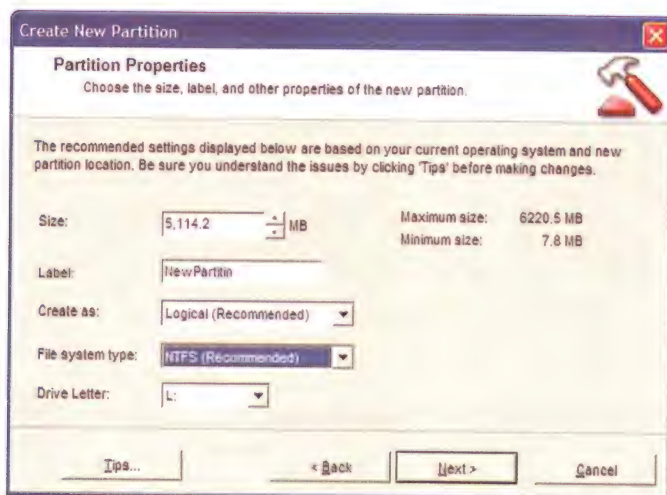 Create New Partition
Partition Properties
Choose the size, label, and other properties of the new partition.
The recommended settings displayed below are based on your current operating system and new
partition location. Be sure you understand the issues by clicking 'Tips' before making changes.
Size: 5,114.2 MB Maximum size: 6220.5 MB
Minimum size: 7.8 MB
Label: NewPartitin
Create as: Logical (Recommended)
File system type: NTFS (Recommended)
Drive Letter: L:
Tips... < Back Next > Cancel